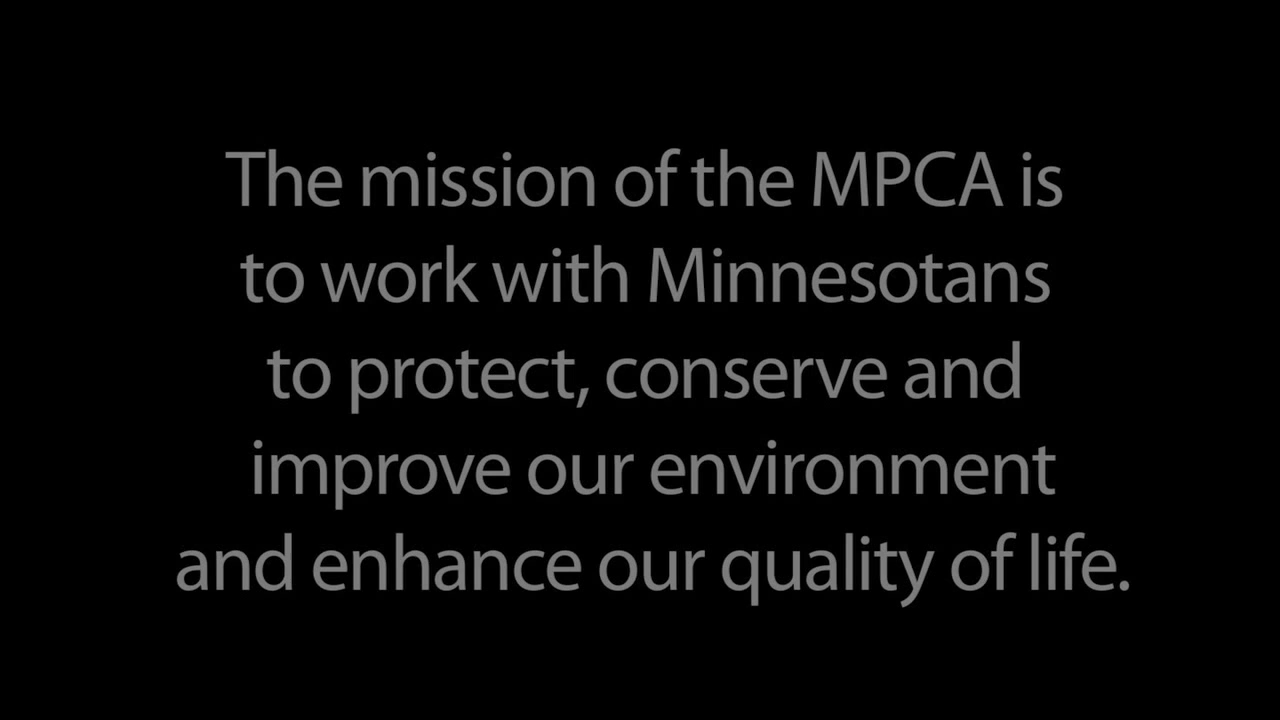 The mission of the MPCA is
to work with Minnesotans
to protect, conserve and
improve our environment
and enhance our quality of life.